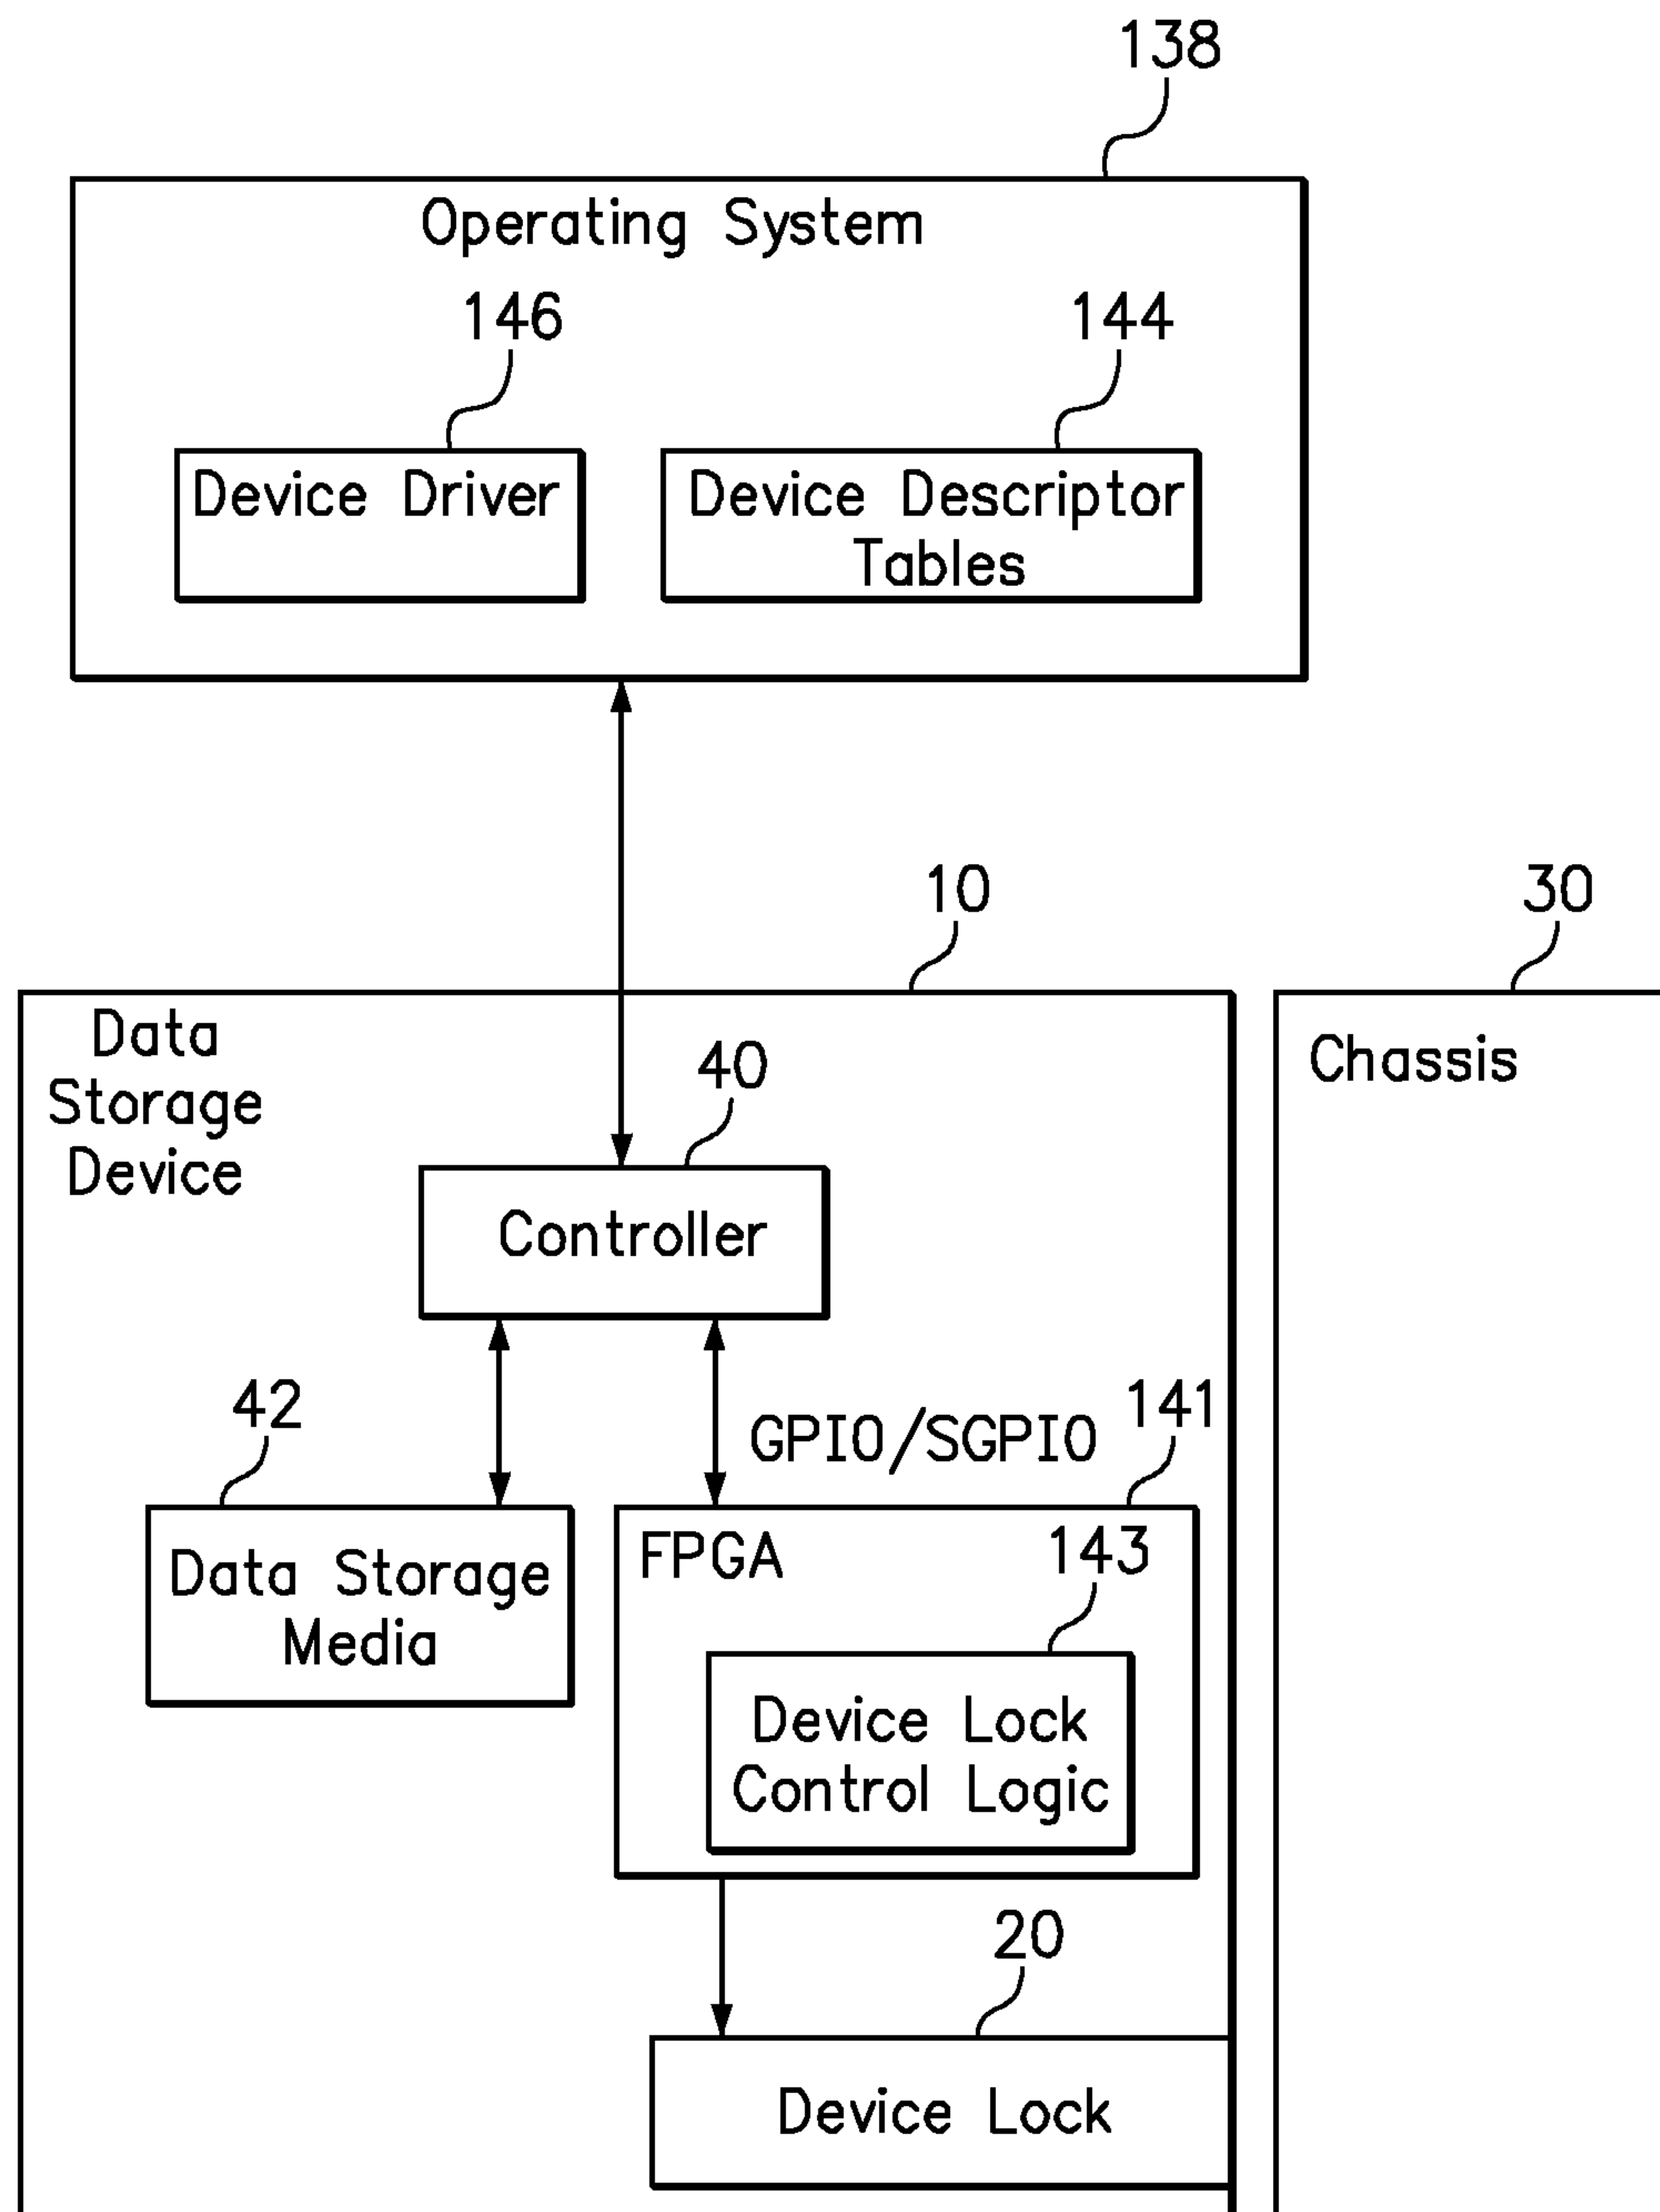 138
Operating System
146
144
Device Driver
Device Descriptor
Tables
10
30
Data
Storage
Device
Chassis
40
Controller
42
GPIO/SGPIO
141
Data Storage
Media
FPGA
143
Device Lock
Control Logic
20
Device Lock